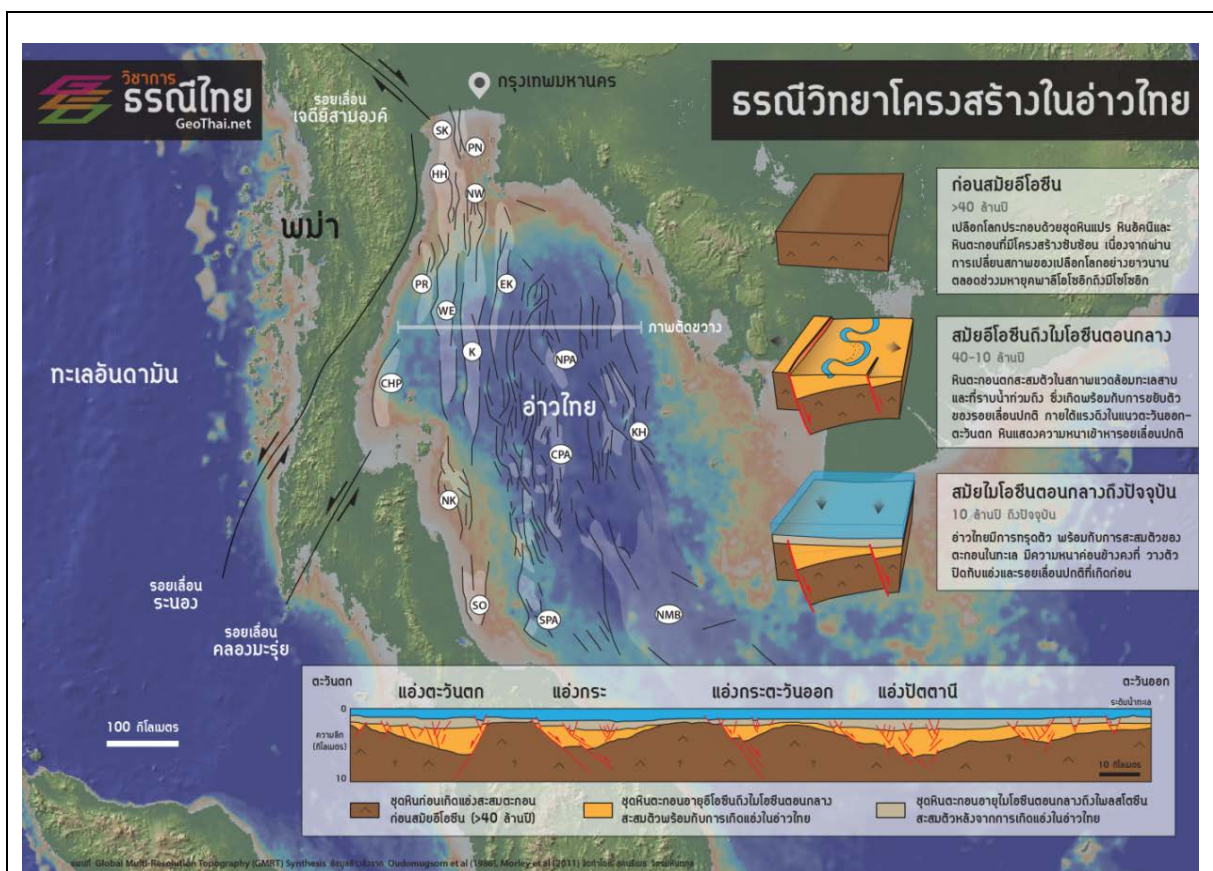 วิชาการ
ธรณีไทย
GeoThai.net
รอยเลื่อน
เจดีย์สามองค์
กรุงเทพมหานคร
ธรณีวิทยาโครงสร้างในอ่าวไทย
SK
PN
HH
NW
พม่า
PR
EK
WE
ภาพตัดขวาง
K
NPA
CHP
ทะเลอันดามัน
อ่าวไทย
KH
CPA
NK
SO
SPA
NMB
รอยเลื่อน
ระนอง
รอยเลื่อน
คลองมะรุ่ย
100 กิโลเมตร
ก่อนสมัยอีโอซีน
>40 ล้านปี
เปลือกโลกประกอบด้วยชุดหินแปร หินอัคนีและ
หินตะกอนที่มีโครงสร้างซับซ้อน เนื่องจากผ่าน
การเปลี่ยนสภาพของเปลือกโลกอย่างยาวนาน
ตลอดช่วงมหายุคพาลีโอโซอิกถึงมีโซโซอิก
สมัยอีโอซีนถึงไมโอซีนตอนกลาง
40-10 ล้านปี
หินตะกอนตกสะสมตัวในสภาพแวดล้อมทะเลสาบ
และที่ราบน้ำท่วมถึง ซึ่งเกิดพร้อมกับการขยับตัว
ของรอยเลื่อนปกติ ภายใต้แรงดึงในแนวตะวันออก-
ตะวันตก หินแสดงความหนาเข้าหารอยเลื่อนปกติ
สมัยไมโอซีนตอนกลางถึงปัจจุบัน
10 ล้านปี ถึงปัจจุบัน
อ่าวไทยมีการทรุดตัว พร้อมกับการสะสมตัวของ
ตะกอนในทะเล มีความหนาค่อนข้างคงที่ วางตัว
ปิดทับแอ่งและรอยเลื่อนปกติที่เกิดก่อน
ตะวันตก
แอ่งตะวันตก
แอ่งกระ
แอ่งกระตะวันออก
แอ่งปัตตานี
ตะวันออก
ระดับน้ำทะเล
0
ความลึก
(กิโลเมตร)
10
10 กิโลเมตร
ชุดหินก่อนเกิดแอ่งสะสมตะกอน
ก่อนสมัยอีโอซีน (>40 ล้านปี)
ชุดหินตะกอนอายุอีโอซีนถึงไมโอซีนตอนกลาง
สะสมตัวพร้อมกับการเกิดแอ่งในอ่าวไทย
ชุดหินตะกอนอายุไมโอซีนตอนกลางถึงไพลสโตซีน
สะสมตัวหลังจากการเกิดแอ่งในอ่าวไทย
Global Multi-Resolution Topography (GMRT) Synthesis
Oudomugsorn et al (1986), Morley et al (2011)